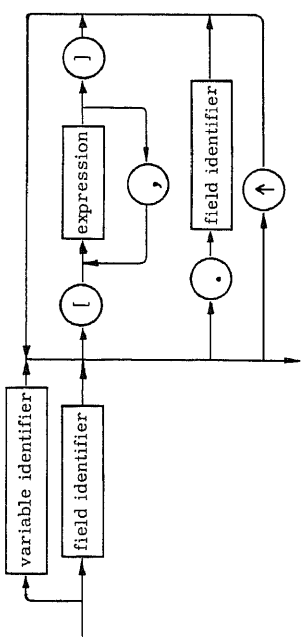 variable identifier
field identifier
[
expression
,
]
.
field identifier
↑